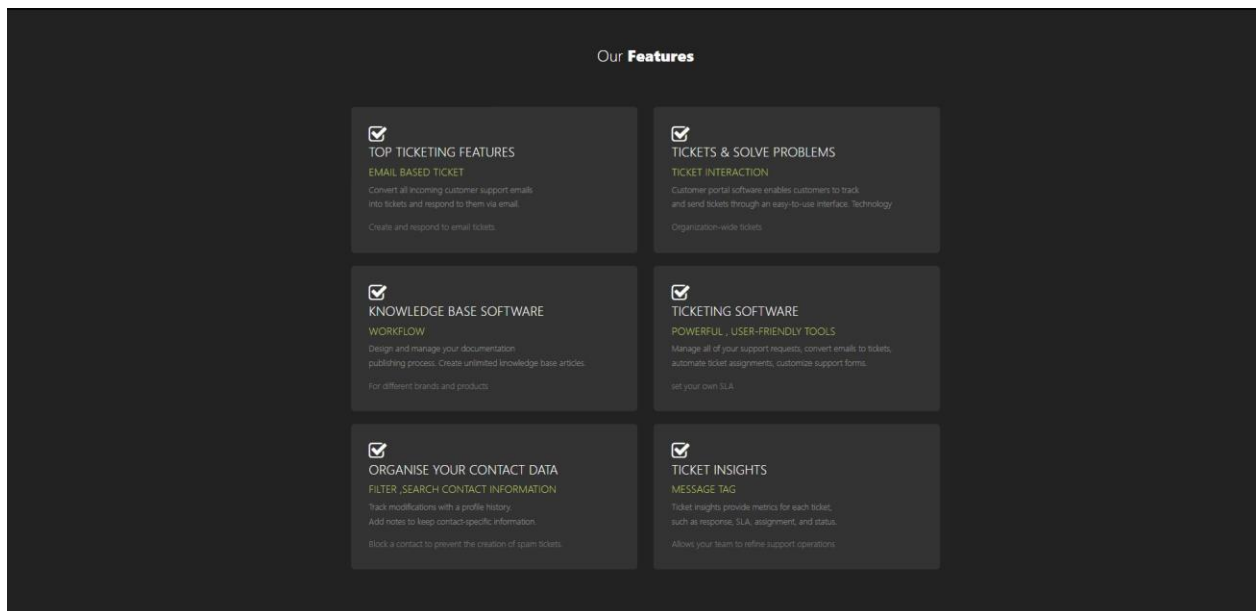 Our Features
TOP TICKETING FEATURES
EMAIL BASED TICKET
Convert all incoming customer support emails
into tickets and respond to them via email.
Create and respond to email tickets.
TICKETS & SOLVE PROBLEMS
TICKET INTERACTION
Customer portal software enables customers to track
and send tickets through an easy-to-use interface. Technology
Organization-wide tickets
KNOWLEDGE BASE SOFTWARE
WORKFLOW
Design and manage your documentation
publishing process. Create unlimited knowledge base articles.
For different brands and products
TICKETING SOFTWARE
POWERFUL , USER-FRIENDLY TOOLS
Manage all of your support requests, convert emails to tickets,
automate ticket assignments, customize support forms.
set your own SLA
ORGANISE YOUR CONTACT DATA
FILTER ,SEARCH CONTACT INFORMATION
Track modifications with a profile history.
Add notes to keep contact-specific information.
Block a contact to prevent the creation of spam tickets.
TICKET INSIGHTS
MESSAGE TAG
Ticket insights provide metrics for each ticket,
such as response, SLA, assignment, and status.
Allows your team to refine support operations